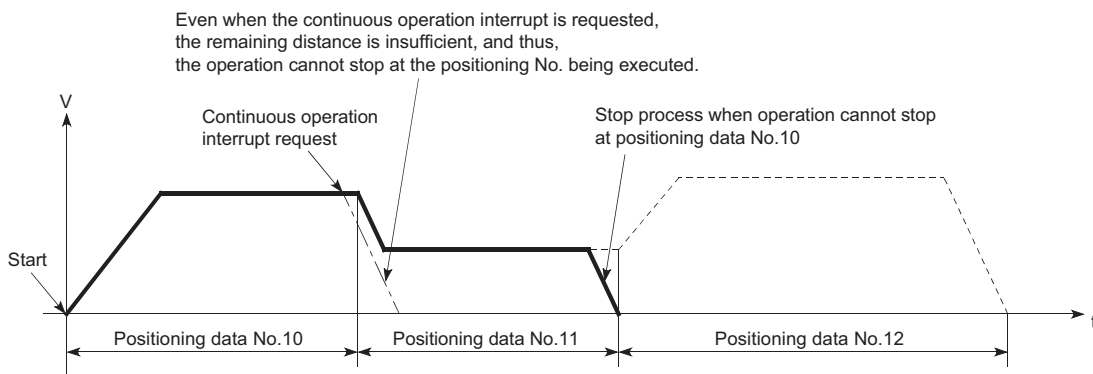 Even when the continuous operation interrupt is requested,
the remaining distance is insufficient, and thus,
the operation cannot stop at the positioning No. being executed.
V
Continuous operation
interrupt request
Stop process when operation cannot stop
at positioning data No.10
Start
t
Positioning data No.10
Positioning data No.11
Positioning data No.12